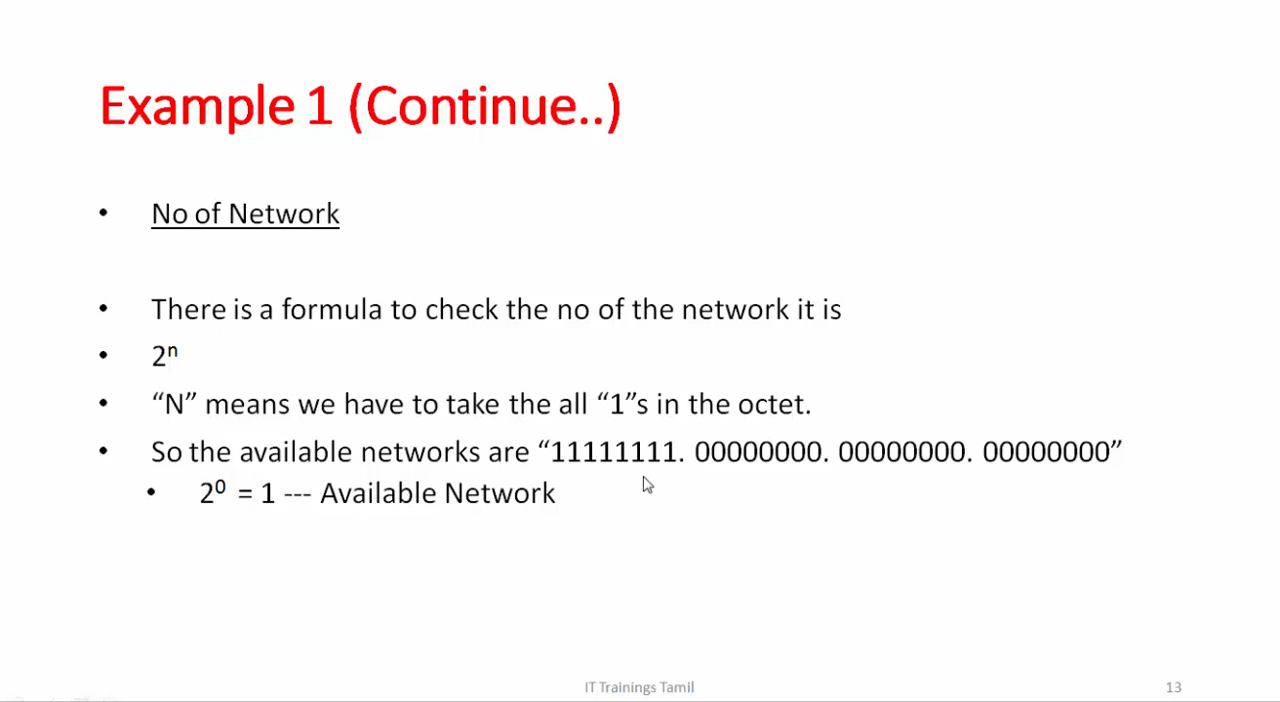 Example 1 (Continue..)
• No of Network
• There is a formula to check the no of the network it is
• 2ⁿ
• “N” means we have to take the all “1”s in the octet.
• So the available networks are “11111111. 00000000. 00000000. 00000000”
• 2⁰ = 1 --- Available Network
IT Trainings Tamil
13